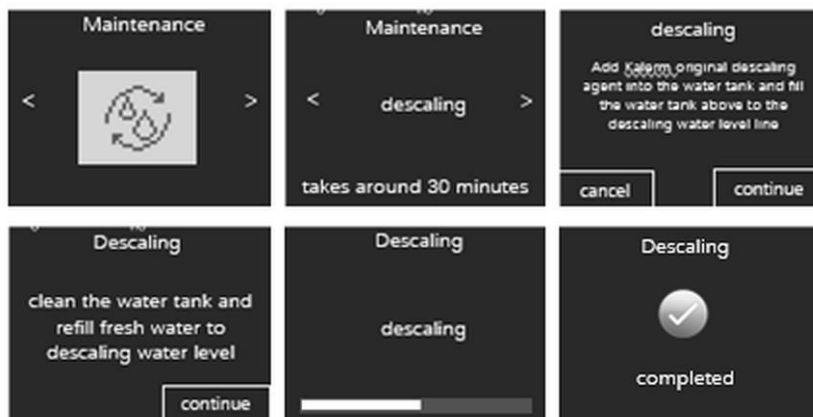 Maintenance
< >
Maintenance
< descaling >
takes around 30 minutes
descaling
Add Kalerm original descaling
agent into the water tank and fill
the water tank above to the
descaling water level line
cancel continue
Descaling
clean the water tank and
refill fresh water to
descaling water level
continue
Descaling
descaling
Descaling
completed